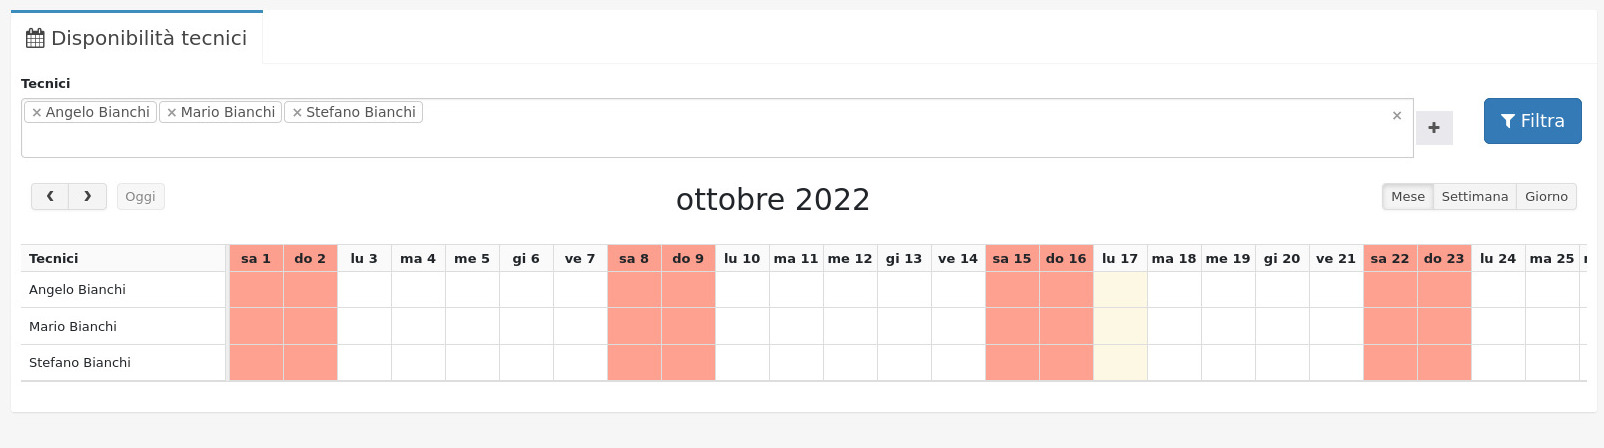 Disponibilità tecnici
Tecnici
× Angelo Bianchi × Mario Bianchi × Stefano Bianchi ×
+
Filtra
Oggi
ottobre 2022
Mese Settimana Giorno
Tecnici sa 1 do 2 lu 3 ma 4 me 5 gi 6 ve 7 sa 8 do 9 lu 10 ma 11 me 12 gi 13 ve 14 sa 15 do 16 lu 17 ma 18 me 19 gi 20 ve 21 sa 22 do 23 lu 24 ma 25
Angelo Bianchi
Mario Bianchi
Stefano Bianchi